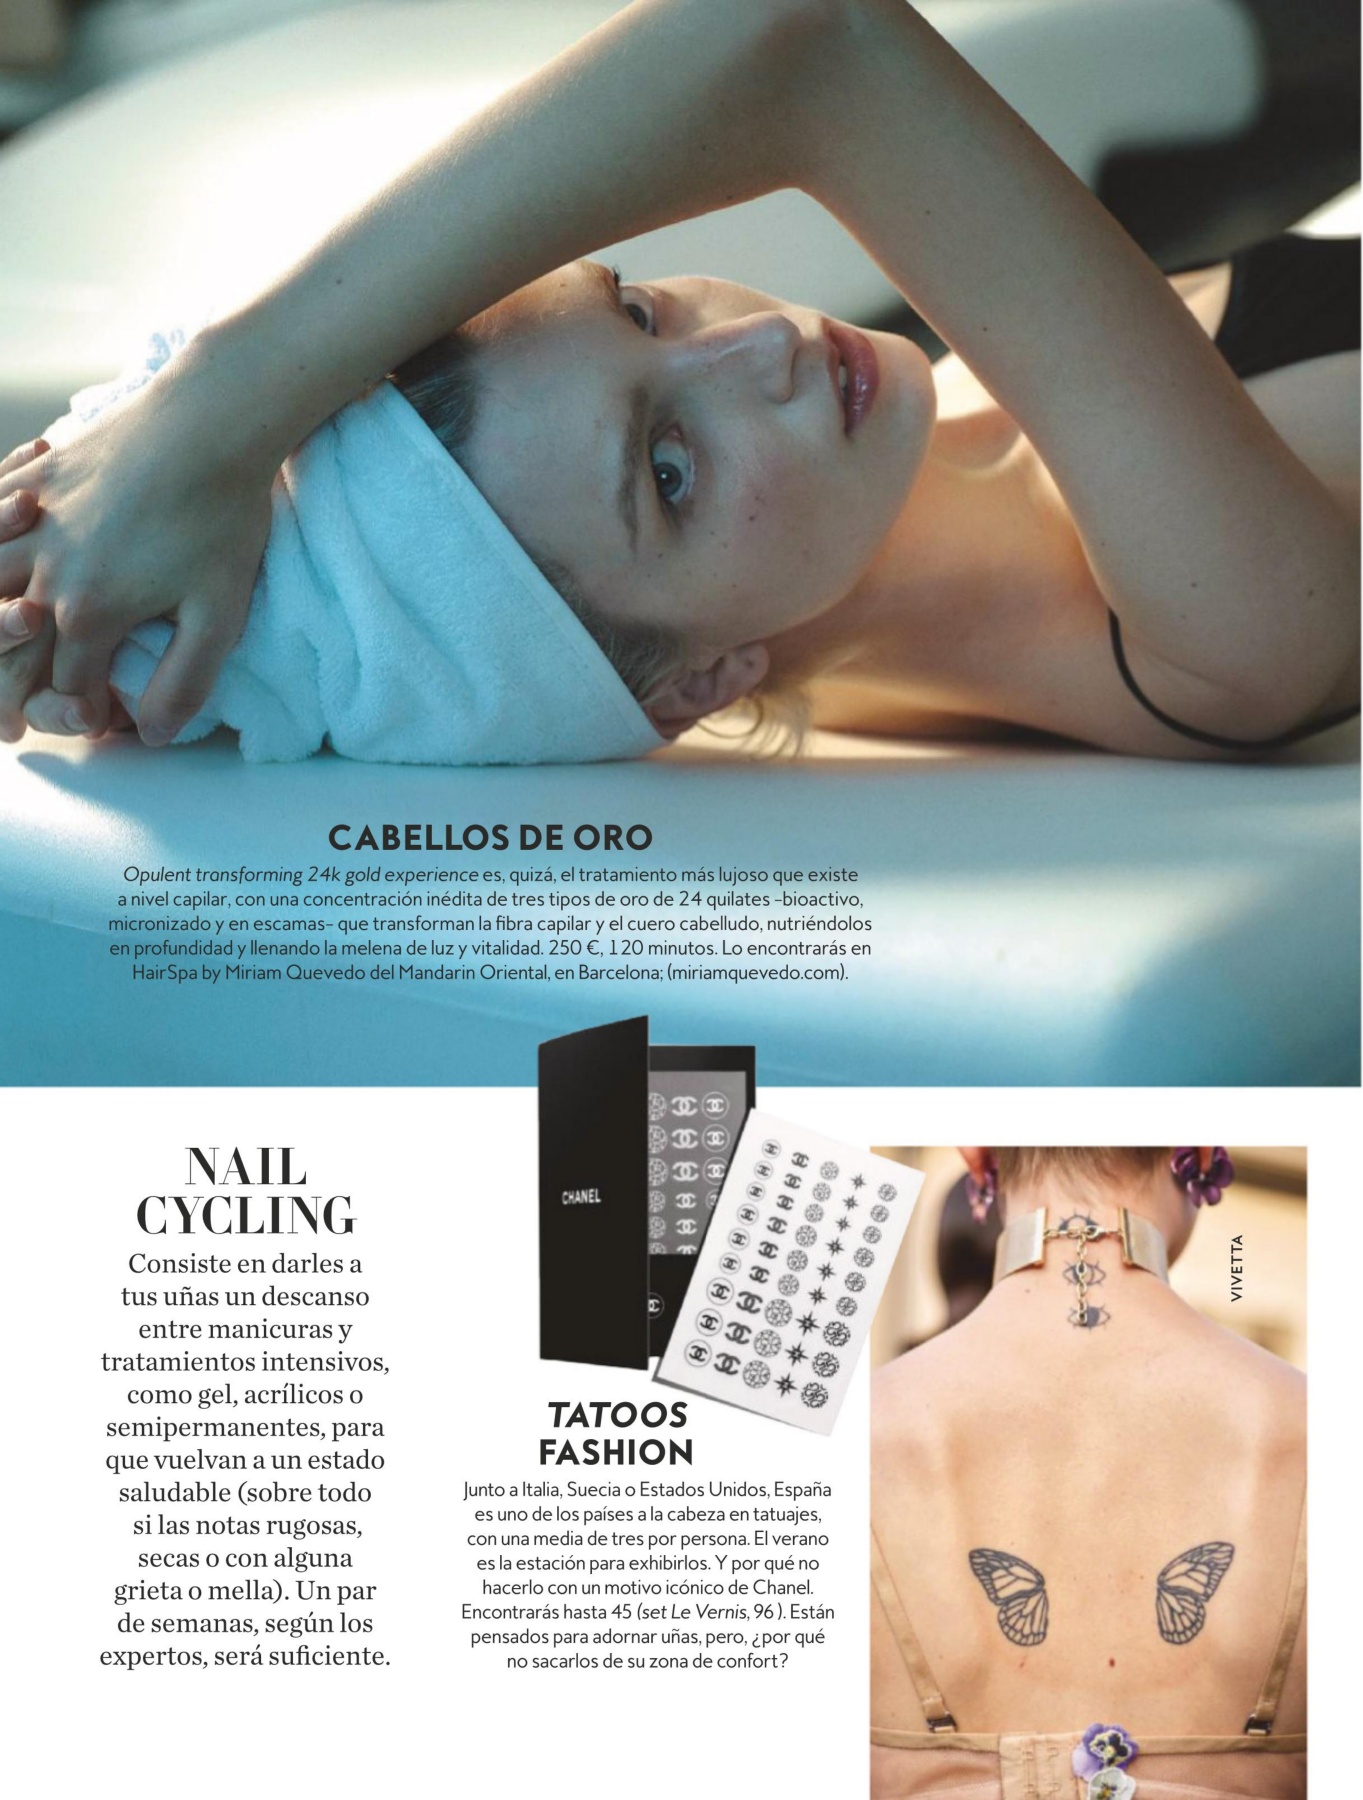 CABELLOS DE ORO
Opulent transforming 24k gold experience es, quizá, el tratamiento más lujoso que existe
a nivel capilar, con una concentración inédita de tres tipos de oro de 24 quilates –bioactivo,
micronizado y en escamas– que transforman la fibra capilar y el cuero cabelludo, nutriéndolos
en profundidad y llenando la melena de luz y vitalidad. 250 €, 120 minutos. Lo encontrarás en
HairSpa by Miriam Quevedo del Mandarin Oriental, en Barcelona; (miriamquevedo.com).
NAIL
CYCLING
Consiste en darles a
tus uñas un descanso
entre manicuras y
tratamientos intensivos,
como gel, acrílicos o
semipermanentes, para
que vuelvan a un estado
saludable (sobre todo
si las notas rugosas,
secas o con alguna
grieta o mella). Un par
de semanas, según los
expertos, será suficiente.
CHANEL
TATOOS
FASHION
Junto a Italia, Suecia o Estados Unidos, España
es uno de los países a la cabeza en tatuajes,
con una media de tres por persona. El verano
es la estación para exhibirlos. Y por qué no
hacerlo con un motivo icónico de Chanel.
Encontrarás hasta 45 (set Le Vernis, 96 ). Están
pensados para adornar uñas, pero, ¿por qué
no sacarlos de su zona de confort?
VIVETTA